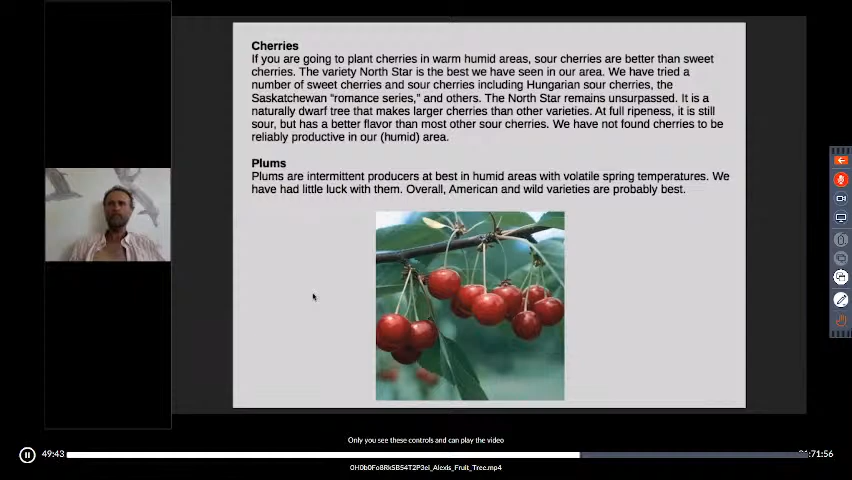 Cherries
If you are going to plant cherries in warm humid areas, sour cherries are better than sweet
cherries. The variety North Star is the best we have seen in our area. We have tried a
number of sweet cherries and sour cherries including Hungarian sour cherries, the
Saskatchewan "romance series," and others. The North Star remains unsurpassed. It is a
naturally dwarf tree that makes larger cherries than other varieties. At full ripeness, it is still
sour, but has a better flavor than most other sour cherries. We have not found cherries to be
reliably productive in our (humid) area.
Plums
Plums are intermittent producers at best in humid areas with volatile spring temperatures. We
have had little luck with them. Overall, American and wild varieties are probably best.
Only you see these controls and can play the video
49:43